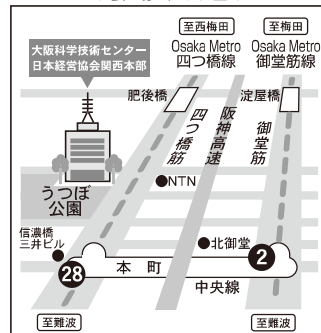 至西梅田
至梅田
大阪科学技術センター
日本経営協会関西本部
Osaka Metro
四つ橋線
Osaka Metro
御堂筋線
肥後橋
淀屋橋
四つ橋筋
阪神高速
御堂筋
NTN
うつぼ
公園
信濃橋
三井ビル
北御堂
2
28
本町
中央線
至難波
至難波